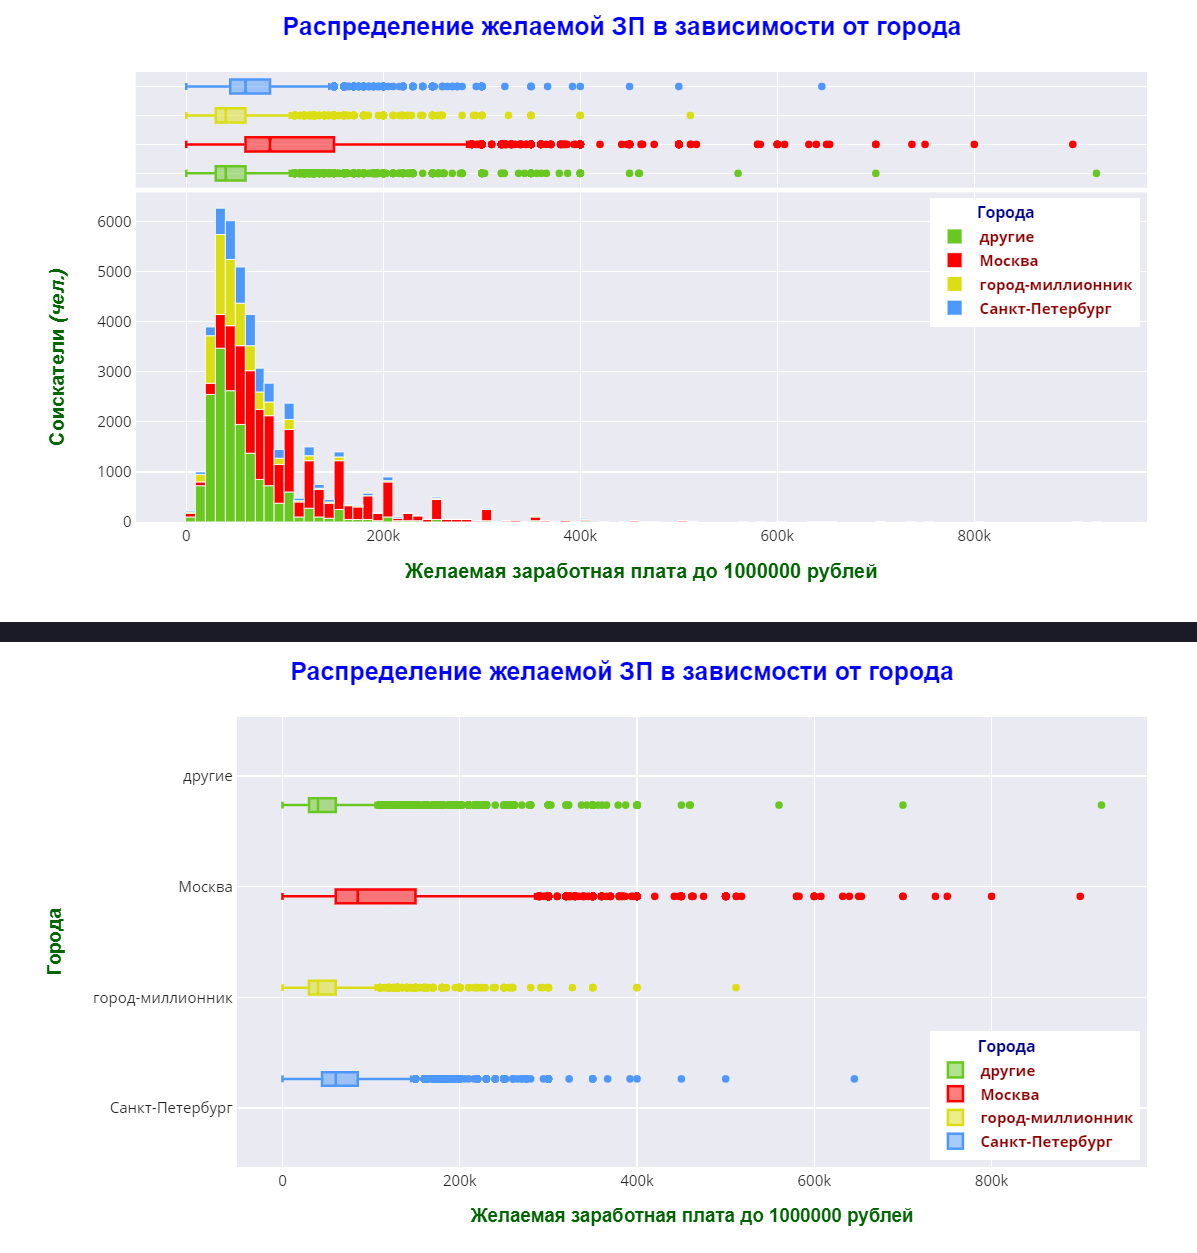 Распределение желаемой ЗП в зависимости от города
Города
другие
Москва
город-миллионник
Санкт-Петербург
6000
5000
4000
3000
2000
1000
0
Соискатели (чел.)
0 200k 400k 600k 800k
Желаемая заработная плата до 1000000 рублей
Распределение желаемой ЗП в зависмости от города
другие
Москва
город-миллионник
Санкт-Петербург
Города
Города
другие
Москва
город-миллионник
Санкт-Петербург
0 200k 400k 600k 800k
Желаемая заработная плата до 1000000 рублей